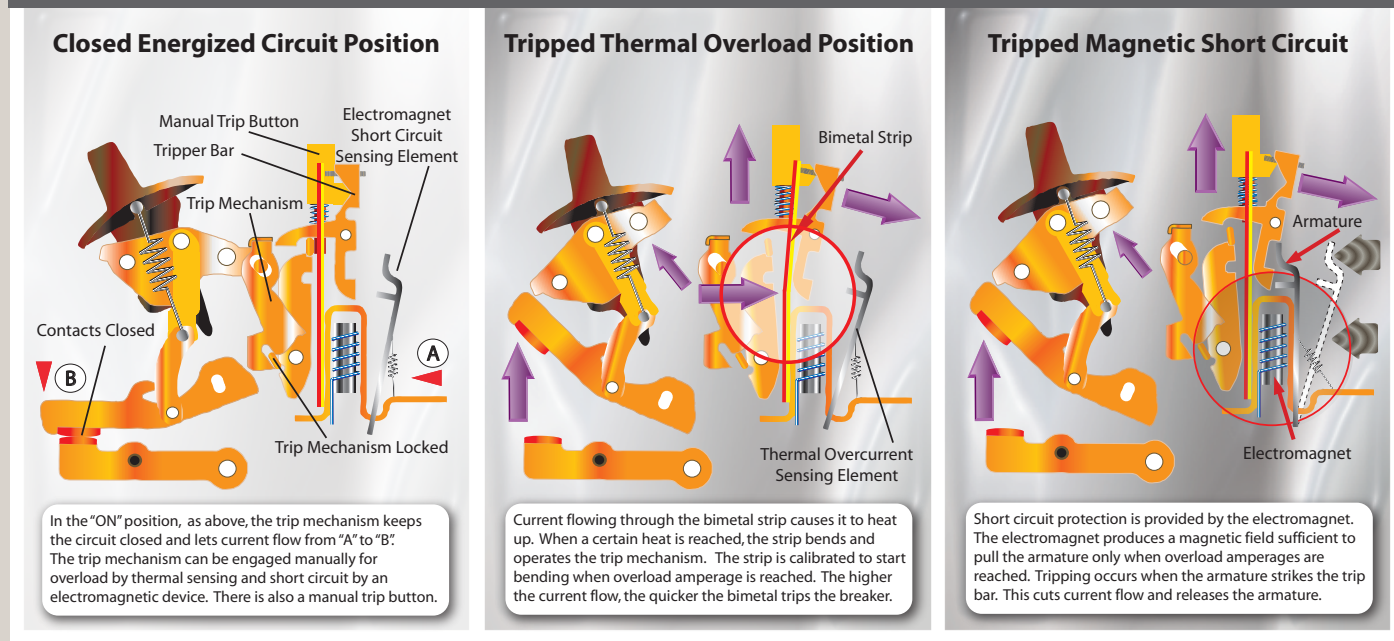 Closed Energized Circuit Position
Manual Trip Button
Tripper Bar
Electromagnet
Short Circuit
Sensing Element
Trip Mechanism
Contacts Closed
B
A
Trip Mechanism Locked
In the “ON” position, as above, the trip mechanism keeps
the circuit closed and lets current flow from “A” to “B”.
The trip mechanism can be engaged manually for
overload by thermal sensing and short circuit by an
electromagnetic device. There is also a manual trip button.
Tripped Thermal Overload Position
Bimetal Strip
Thermal Overcurrent
Sensing Element
Current flowing through the bimetal strip causes it to heat
up. When a certain heat is reached, the strip bends and
operates the trip mechanism. The strip is calibrated to start
bending when overload amperage is reached. The higher
the current flow, the quicker the bimetal trips the breaker.
Tripped Magnetic Short Circuit
Armature
Electromagnet
Short circuit protection is provided by the electromagnet.
The electromagnet produces a magnetic field sufficient to
pull the armature only when overload amperages are
reached. Tripping occurs when the armature strikes the trip
bar. This cuts current flow and releases the armature.